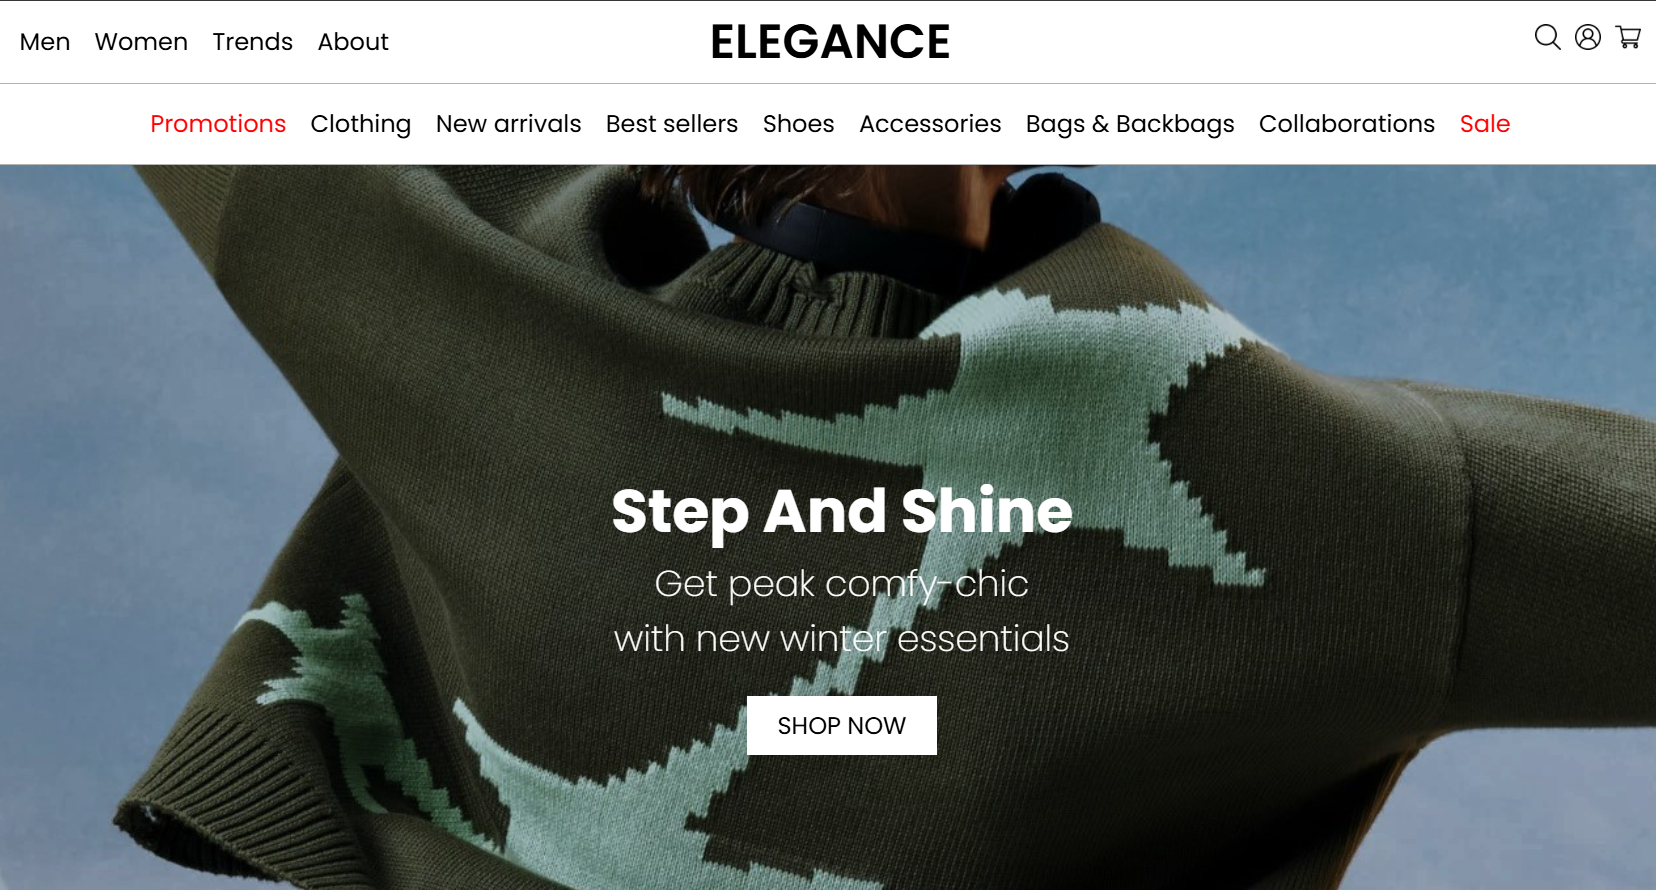 Men Women Trends About
ELEGANCE
Promotions Clothing New arrivals Best sellers Shoes Accessories Bags & Backbags Collaborations Sale
Step And Shine
Get peak comfy-chic
with new winter essentials
SHOP NOW